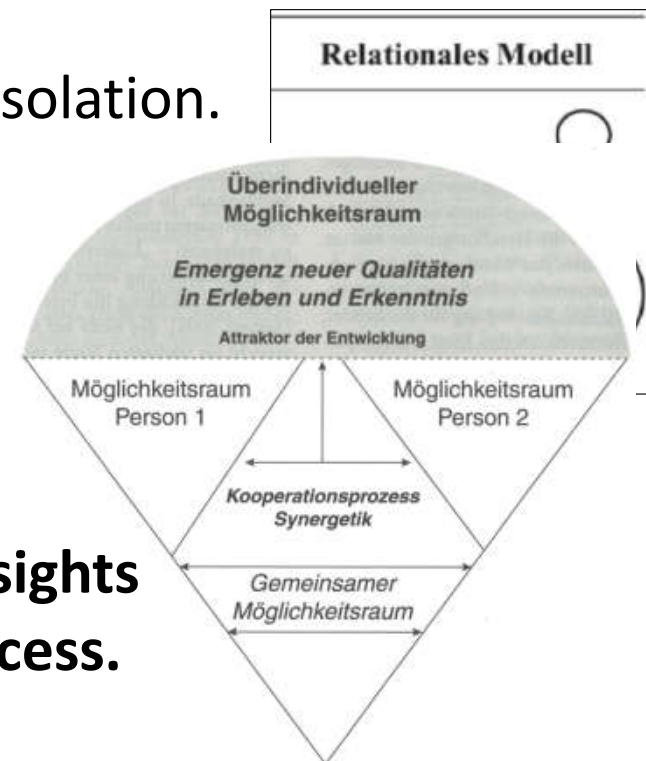 Relationales Modell
solation.
Überindividueller
Möglichkeitsraum
Emergenz neuer Qualitäten
in Erleben und Erkenntnis
Attraktor der Entwicklung
Möglichkeitsraum
Person 1
Möglichkeitsraum
Person 2
Kooperationsprozess
Synergetik
Gemeinsamer
Möglichkeitsraum
sights
cess.